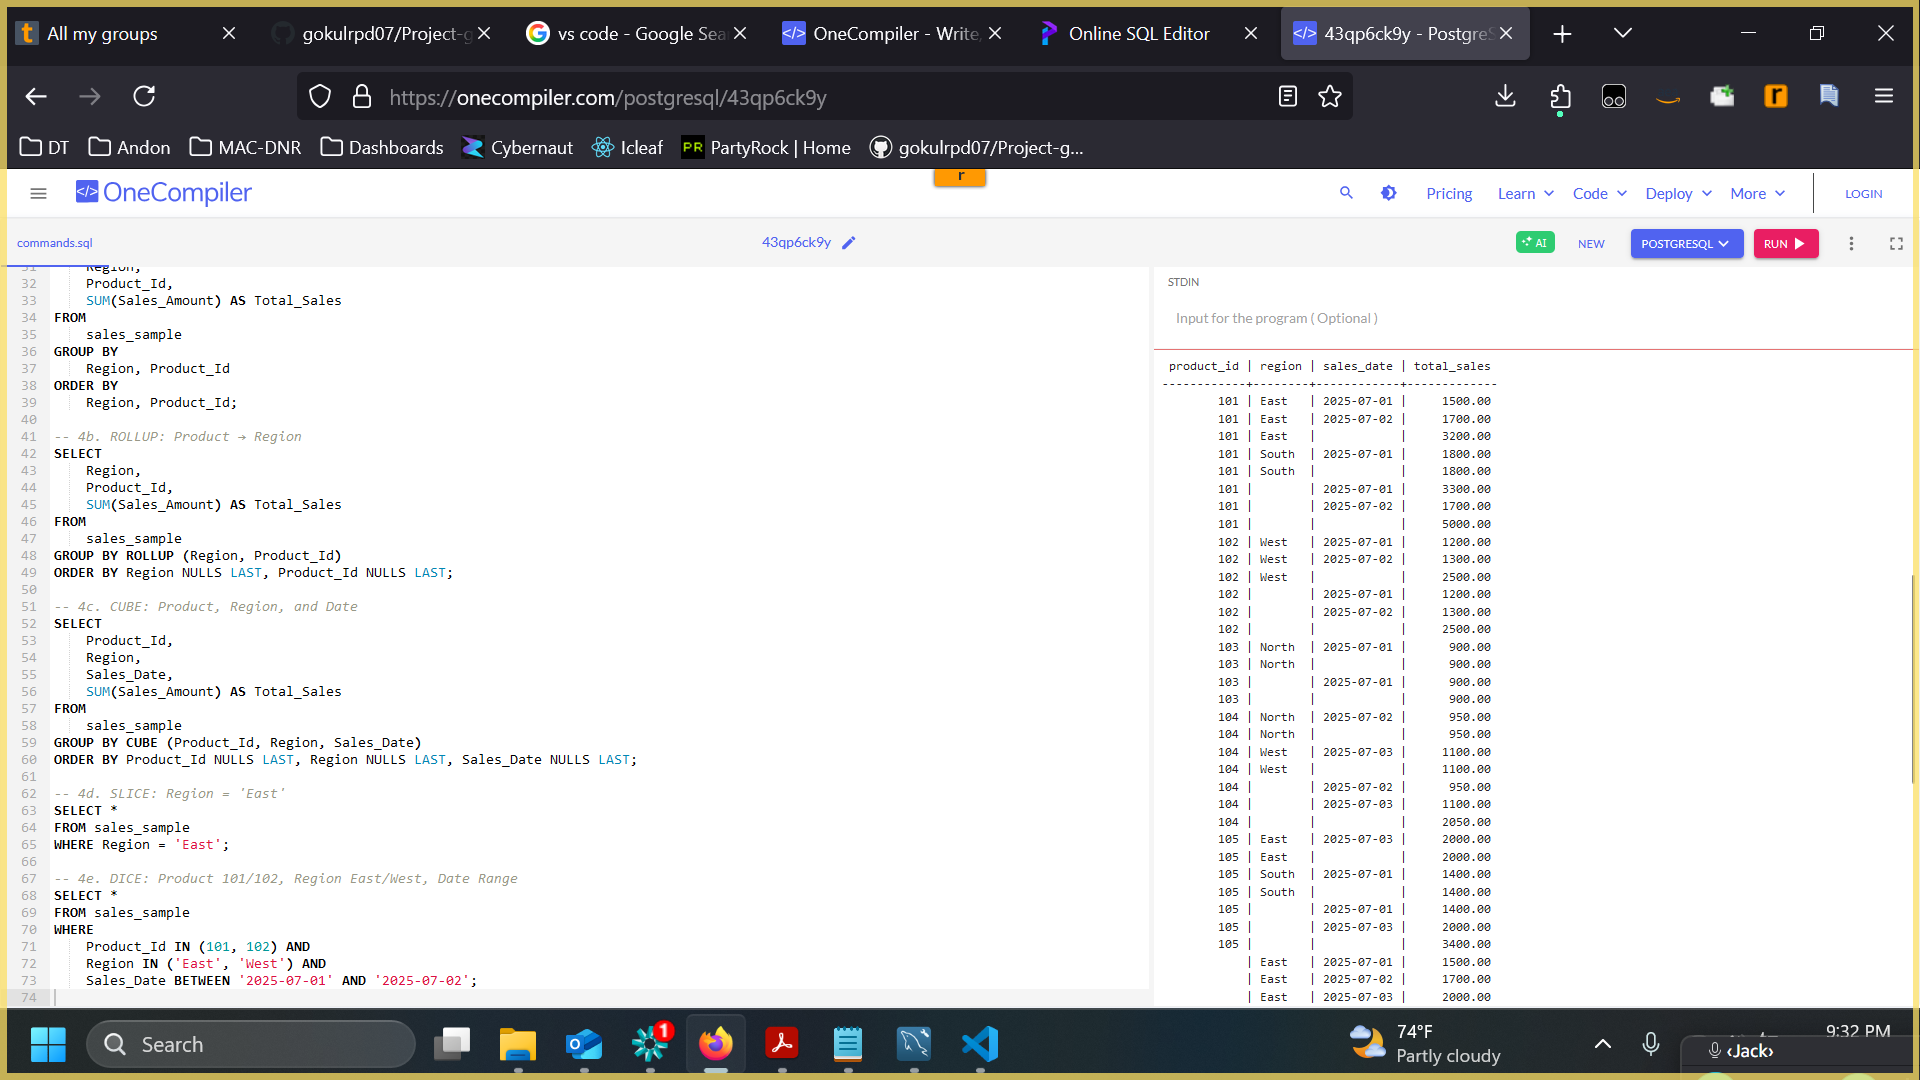 All my groups
gokulrpd07/Project-g
vs code - Google Sea
OneCompiler - Write,
Online SQL Editor
43qp6ck9y - PostgreS
https://onecompiler.com/postgresql/43qp6ck9y
DT
Andon
MAC-DNR
Dashboards
Cybernaut
Icleaf
PR PartyRock | Home
gokulrpd07/Project-g...
OneCompiler
r
Pricing
Learn
Code
Deploy
More
LOGIN
commands.sql
43qp6ck9y
AI
NEW
POSTGRESQL
RUN
31 Region,
32 Product_Id,
33 SUM(Sales_Amount) AS Total_Sales
34 FROM
35 sales_sample
36 GROUP BY
37 Region, Product_Id
38 ORDER BY
39 Region, Product_Id;
40
41 -- 4b. ROLLUP: Product → Region
42 SELECT
43 Region,
44 Product_Id,
45 SUM(Sales_Amount) AS Total_Sales
46 FROM
47 sales_sample
48 GROUP BY ROLLUP (Region, Product_Id)
49 ORDER BY Region NULLS LAST, Product_Id NULLS LAST;
50
51 -- 4c. CUBE: Product, Region, and Date
52 SELECT
53 Product_Id,
54 Region,
55 Sales_Date,
56 SUM(Sales_Amount) AS Total_Sales
57 FROM
58 sales_sample
59 GROUP BY CUBE (Product_Id, Region, Sales_Date)
60 ORDER BY Product_Id NULLS LAST, Region NULLS LAST, Sales_Date NULLS LAST;
61
62 -- 4d. SLICE: Region = 'East'
63 SELECT *
64 FROM sales_sample
65 WHERE Region = 'East';
66
67 -- 4e. DICE: Product 101/102, Region East/West, Date Range
68 SELECT *
69 FROM sales_sample
70 WHERE
71 Product_Id IN (101, 102) AND
72 Region IN ('East', 'West') AND
73 Sales_Date BETWEEN '2025-07-01' AND '2025-07-02';
74
STDIN
Input for the program ( Optional )
product_id | region | sales_date | total_sales
------------+--------+------------+-------------
101 | East | 2025-07-01 | 1500.00
101 | East | 2025-07-02 | 1700.00
101 | East | | 3200.00
101 | South | 2025-07-01 | 1800.00
101 | South | | 1800.00
101 | | 2025-07-01 | 3300.00
101 | | 2025-07-02 | 1700.00
101 | | | 5000.00
102 | West | 2025-07-01 | 1200.00
102 | West | 2025-07-02 | 1300.00
102 | West | | 2500.00
102 | | 2025-07-01 | 1200.00
102 | | 2025-07-02 | 1300.00
102 | | | 2500.00
103 | North | 2025-07-01 | 900.00
103 | North | | 900.00
103 | | 2025-07-01 | 900.00
103 | | | 900.00
104 | North | 2025-07-02 | 950.00
104 | North | | 950.00
104 | West | 2025-07-03 | 1100.00
104 | West | | 1100.00
104 | | 2025-07-02 | 950.00
104 | | 2025-07-03 | 1100.00
104 | | | 2050.00
105 | East | 2025-07-03 | 2000.00
105 | East | | 2000.00
105 | South | 2025-07-01 | 1400.00
105 | South | | 1400.00
105 | | 2025-07-01 | 1400.00
105 | | 2025-07-03 | 2000.00
105 | | | 3400.00
| East | 2025-07-01 | 1500.00
| East | 2025-07-02 | 1700.00
| East | 2025-07-03 | 2000.00
Search
1
74°F
Partly cloudy
9:32 PM
‹Jack›